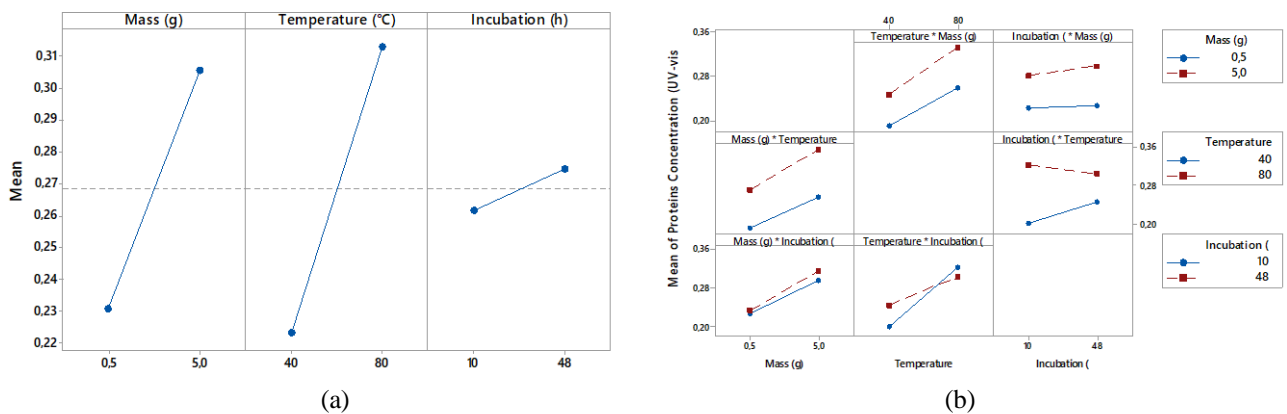 Mass (g) Temperature (°C) Incubation (h)
Mean
0,31
0,30
0,29
0,28
0,27
0,26
0,25
0,24
0,23
0,22
0,5 5,0 40 80 10 48
(a)
40 80
Mean of Proteins Concentration (UV-vis
0,36
0,28
0,20
Temperature * Mass (g)
Incubation ( * Mass (g)
Mass (g)
0,5
5,0
Mass (g) * Temperature
Incubation ( * Temperature
0,36
0,28
0,20
Temperature
40
80
0,36
0,28
0,20
Mass (g) * Incubation (
Temperature * Incubation (
Incubation (
10
48
0,5 5,0 40 80 10 48
Mass (g) Temperature Incubation (
(b)